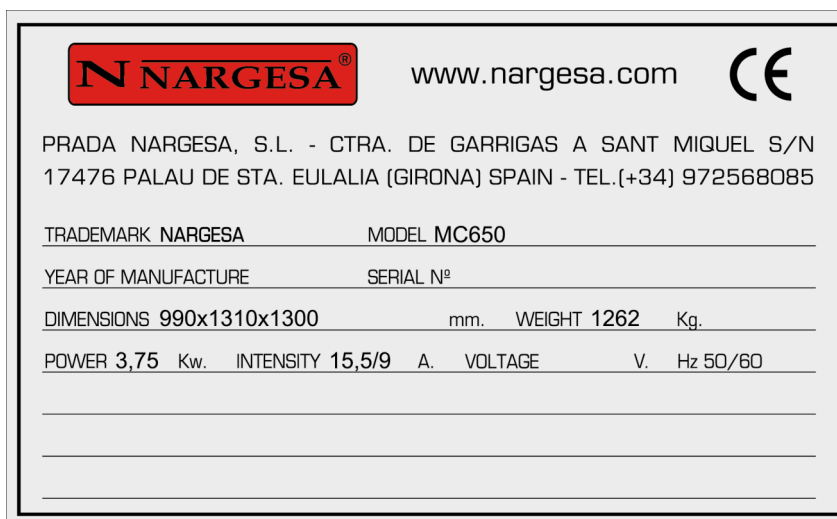 N NARGESA® www.nargesa.com CE
PRADA NARGESA, S.L. - CTRA. DE GARRIGAS A SANT MIQUEL S/N
17476 PALAU DE STA. EULALIA (GIRONA) SPAIN - TEL.(+34) 972568085
TRADEMARK NARGESA MODEL MC650
YEAR OF MANUFACTURE SERIAL Nº
DIMENSIONS 990x1310x1300 mm. WEIGHT 1262 Kg.
POWER 3,75 Kw. INTENSITY 15,5/9 A. VOLTAGE V. Hz 50/60